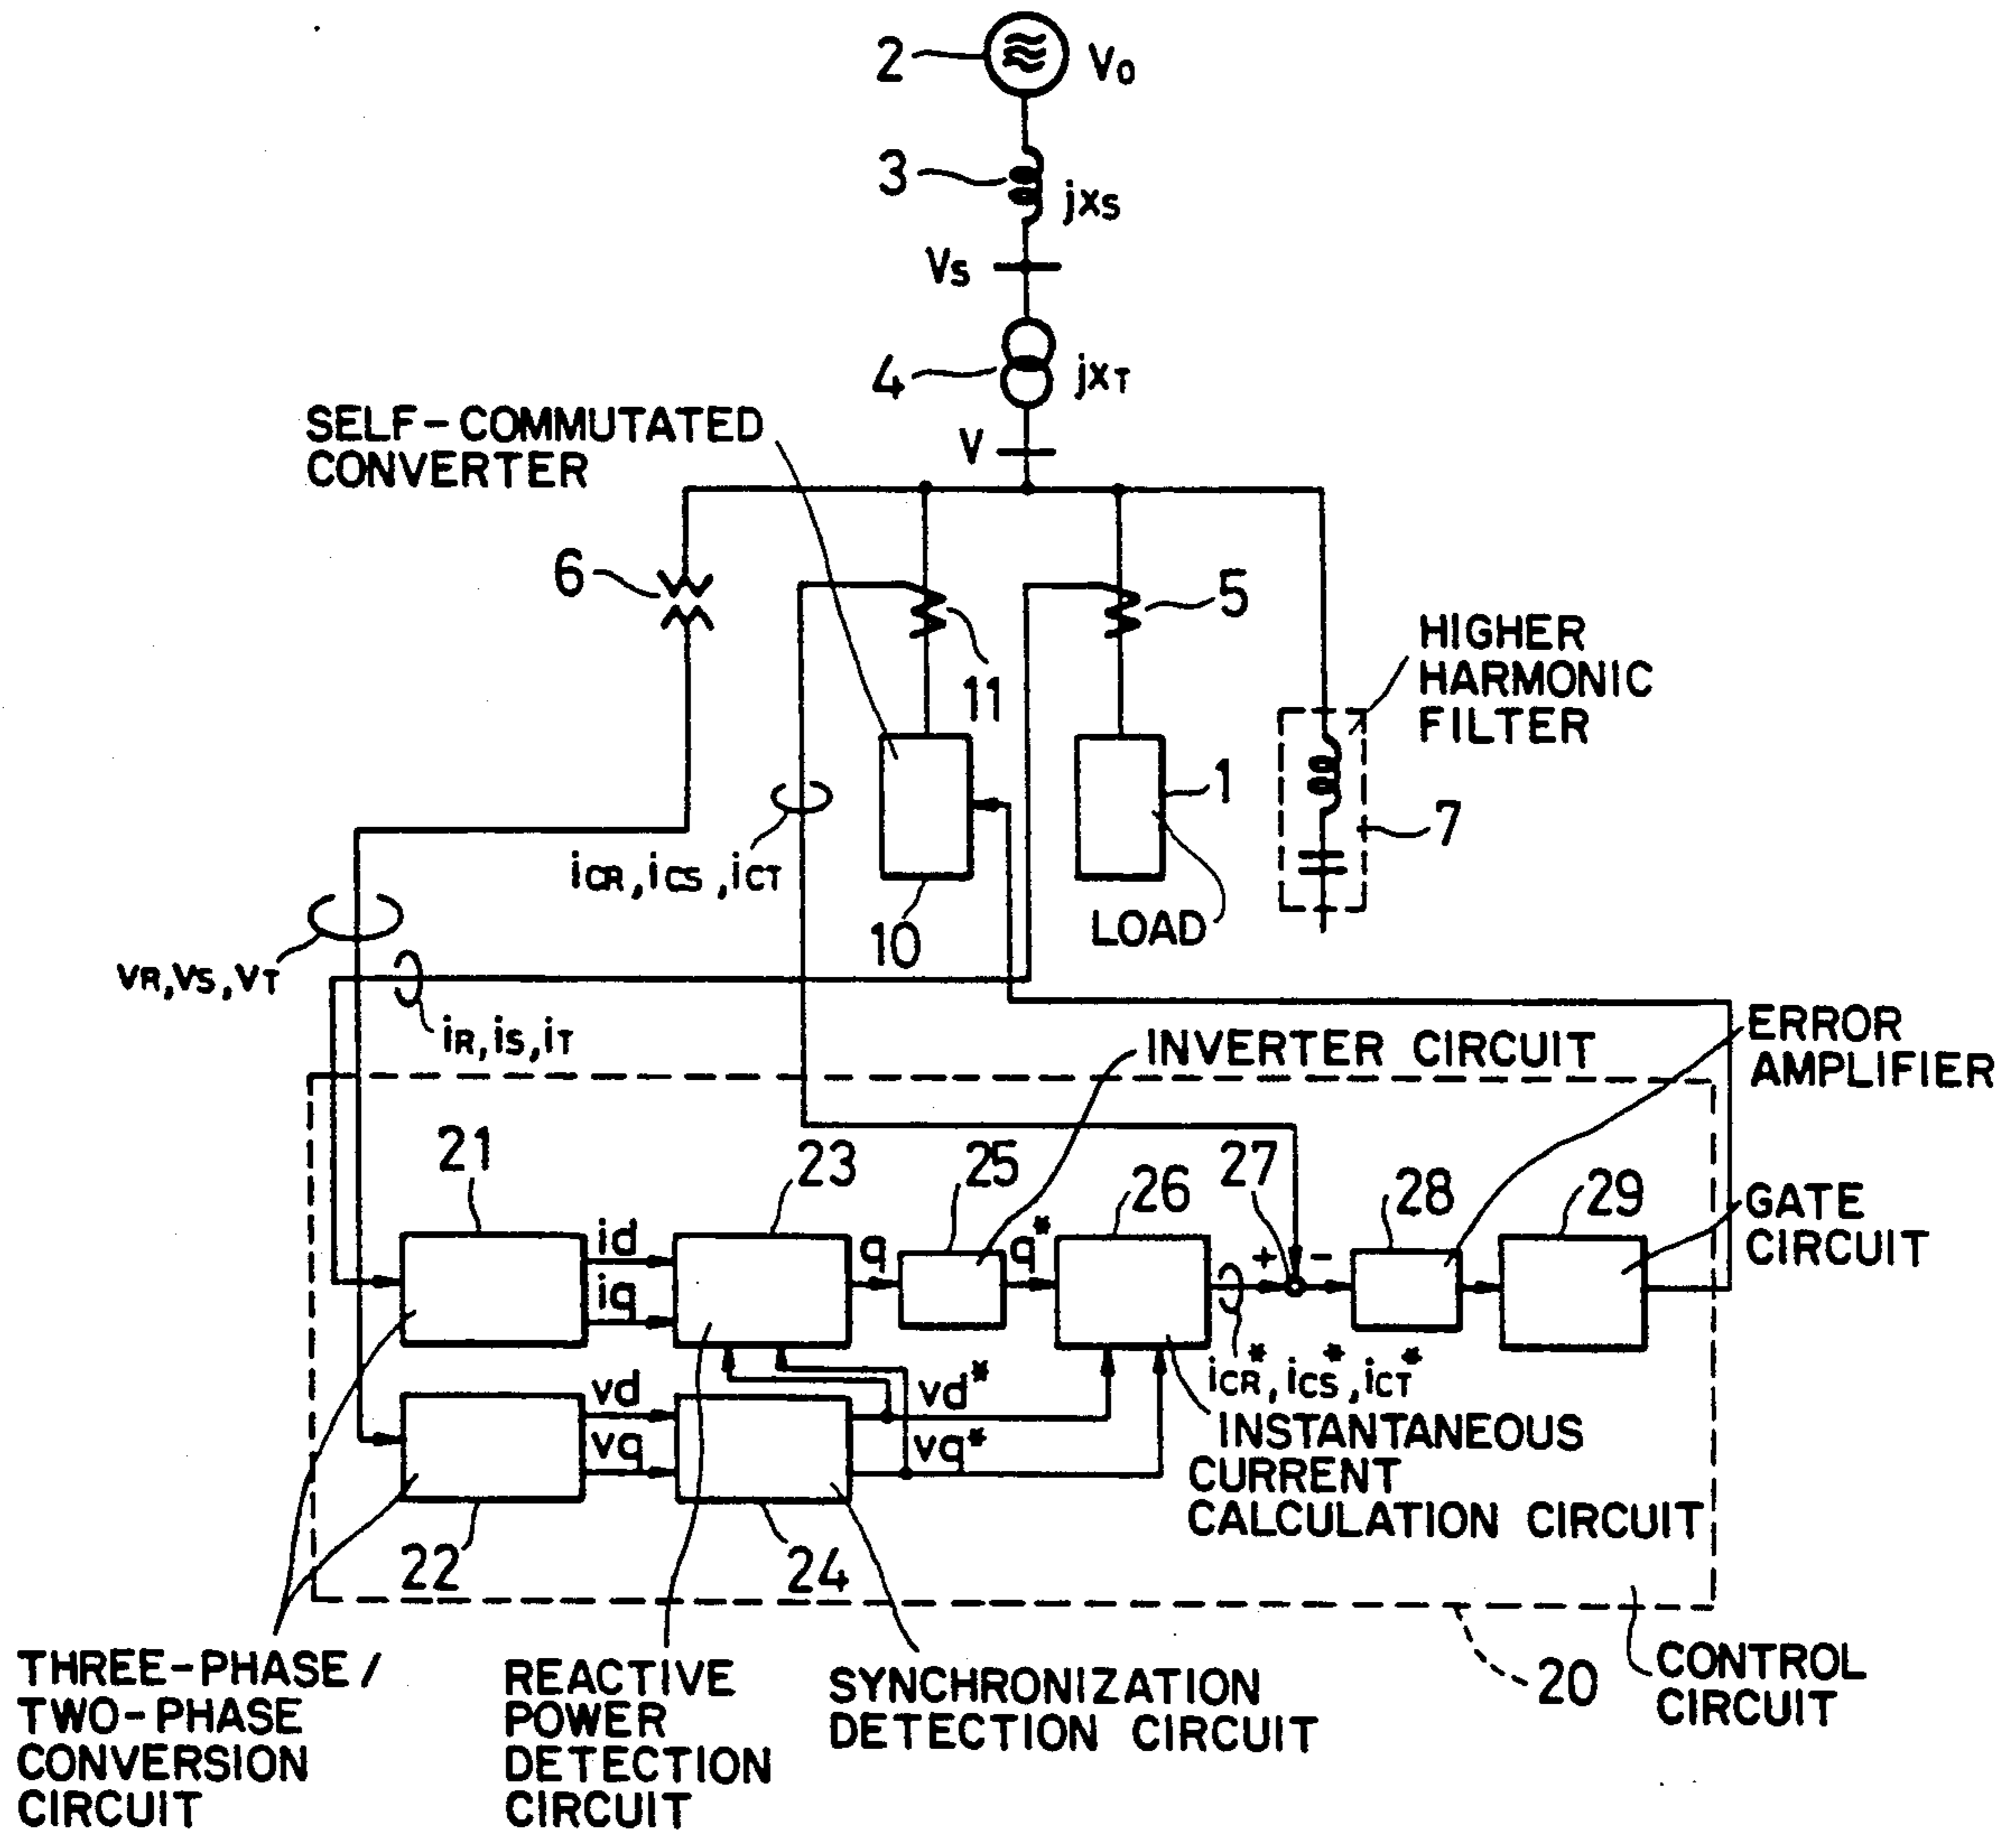 2
Vo
3
jxs
Vs
4
jxT
SELF-COMMUTATED
CONVERTER
V
6
5
11
HIGHER
HARMONIC
FILTER
1
7
iCR, iCS, iCT
10
LOAD
vR, vS, vT
iR, iS, iT
INVERTER CIRCUIT
ERROR
AMPLIFIER
21
23
25
26
27
28
29
GATE
CIRCUIT
id
iq
q
q*
+
-
iCR*, iCS*, iCT*
vd
vq
vd*
vq*
INSTANTANEOUS
CURRENT
CALCULATION CIRCUIT
22
24
THREE-PHASE/
TWO-PHASE
CONVERSION
CIRCUIT
REACTIVE
POWER
DETECTION
CIRCUIT
SYNCHRONIZATION
DETECTION CIRCUIT
20
CONTROL
CIRCUIT